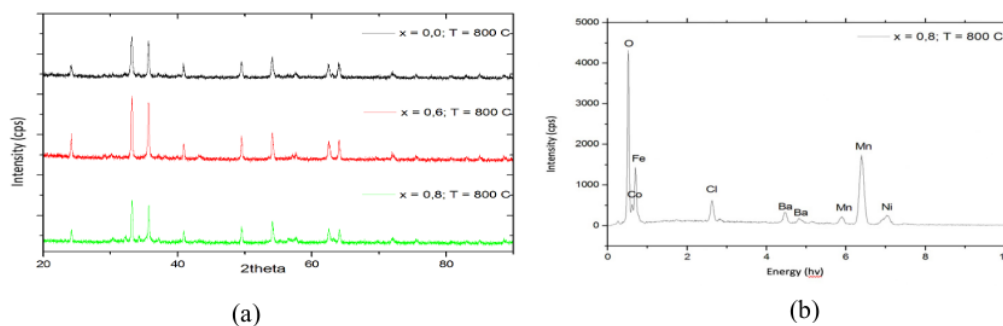 x = 0,0; T = 800 C
x = 0,6; T = 800 C
x = 0,8; T = 800 C
Intensity (cps)
20
40
60
80
2theta
(a)
5000
4000
3000
2000
1000
0
Intensity (cps)
x = 0,8; T = 800 C
O
Fe
Co
Cl
Ba
Ba
Mn
Mn
Ni
0
2
4
6
8
Energy (hv)
(b)